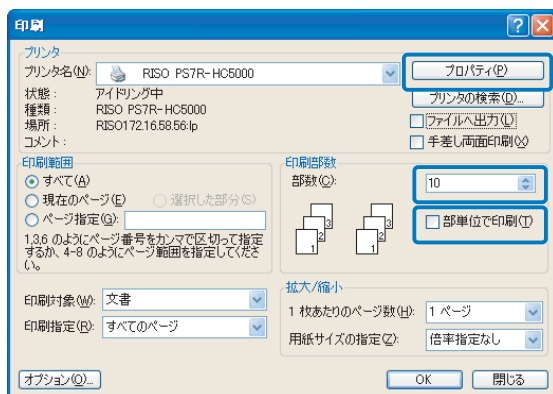 印刷
プリンタ
プリンタ名(N): RISO PS7R-HC5000 プロパティ(P)
状態: アイドリング中 プリンタの検索(D)...
種類: RISO PS7R-HC5000
場所: RISO172.16.58.56:lp ファイルへ出力(L)
コメント: 手差し両面印刷(X)
印刷範囲
すべて(A)
現在のページ(E) 選択した部分(S)
ページ指定(G):
1,3,6 のようにページ番号をカンマで区切って指定
するか、4-8 のようにページ範囲を指定してくださ
い。
印刷部数
部数(C): 10
部単位で印刷(T)
3 3
2 2
1 1
印刷対象(W): 文書
印刷指定(R): すべてのページ
拡大/縮小
1 枚あたりのページ数(H): 1 ページ
用紙サイズの指定(Z): 倍率指定なし
オプション(O)... OK 閉じる